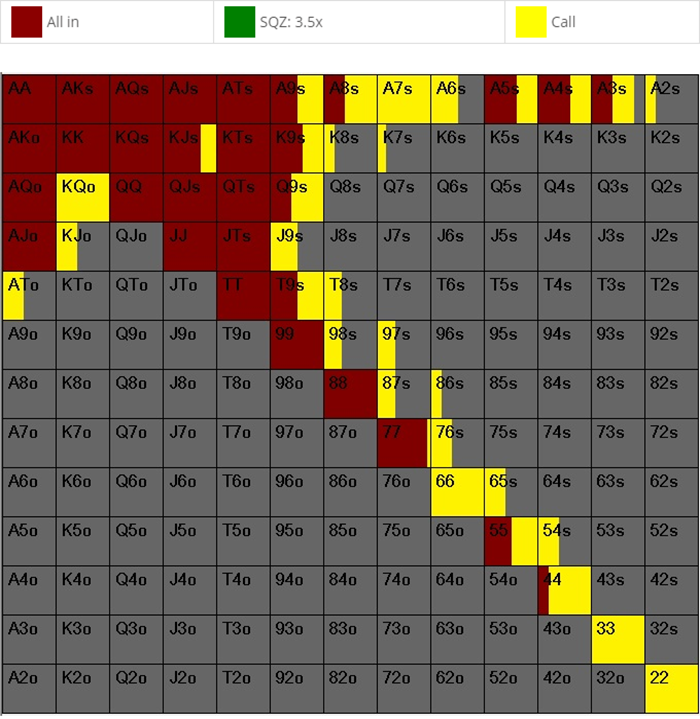 All in SQZ: 3.5x Call
AA AKs AQs AJs ATs A9s A8s A7s A6s A5s A4s A3s A2s
AKo KK KQs KJs KTs K9s K8s K7s K6s K5s K4s K3s K2s
AQo KQo QQ QJs QTs Q9s Q8s Q7s Q6s Q5s Q4s Q3s Q2s
AJo KJo QJo JJ JTs J9s J8s J7s J6s J5s J4s J3s J2s
ATo KTo QTo JTo TT T9s T8s T7s T6s T5s T4s T3s T2s
A9o K9o Q9o J9o T9o 99 98s 97s 96s 95s 94s 93s 92s
A8o K8o Q8o J8o T8o 98o 88 87s 86s 85s 84s 83s 82s
A7o K7o Q7o J7o T7o 97o 87o 77 76s 75s 74s 73s 72s
A6o K6o Q6o J6o T6o 96o 86o 76o 66 65s 64s 63s 62s
A5o K5o Q5o J5o T5o 95o 85o 75o 65o 55 54s 53s 52s
A4o K4o Q4o J4o T4o 94o 84o 74o 64o 54o 44 43s 42s
A3o K3o Q3o J3o T3o 93o 83o 73o 63o 53o 43o 33 32s
A2o K2o Q2o J2o T2o 92o 82o 72o 62o 52o 42o 32o 22